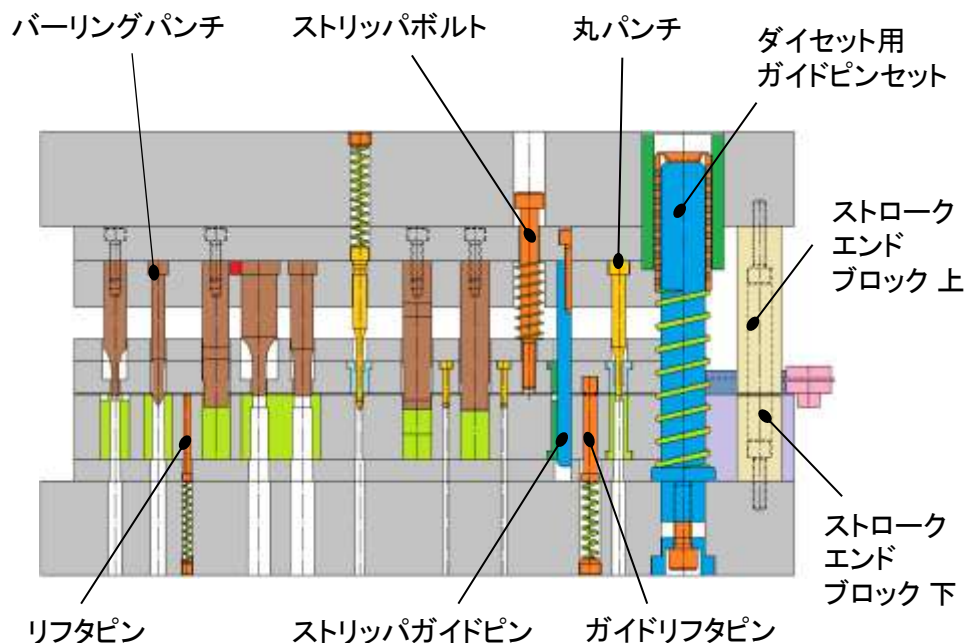 バーリングパンチ
ストリッパボルト
丸パンチ
ダイセット用
ガイドピンセット
ストローク
エンド
ブロック 上
ストローク
エンド
ブロック 下
リフタピン
ストリッパガイドピン
ガイドリフタピン